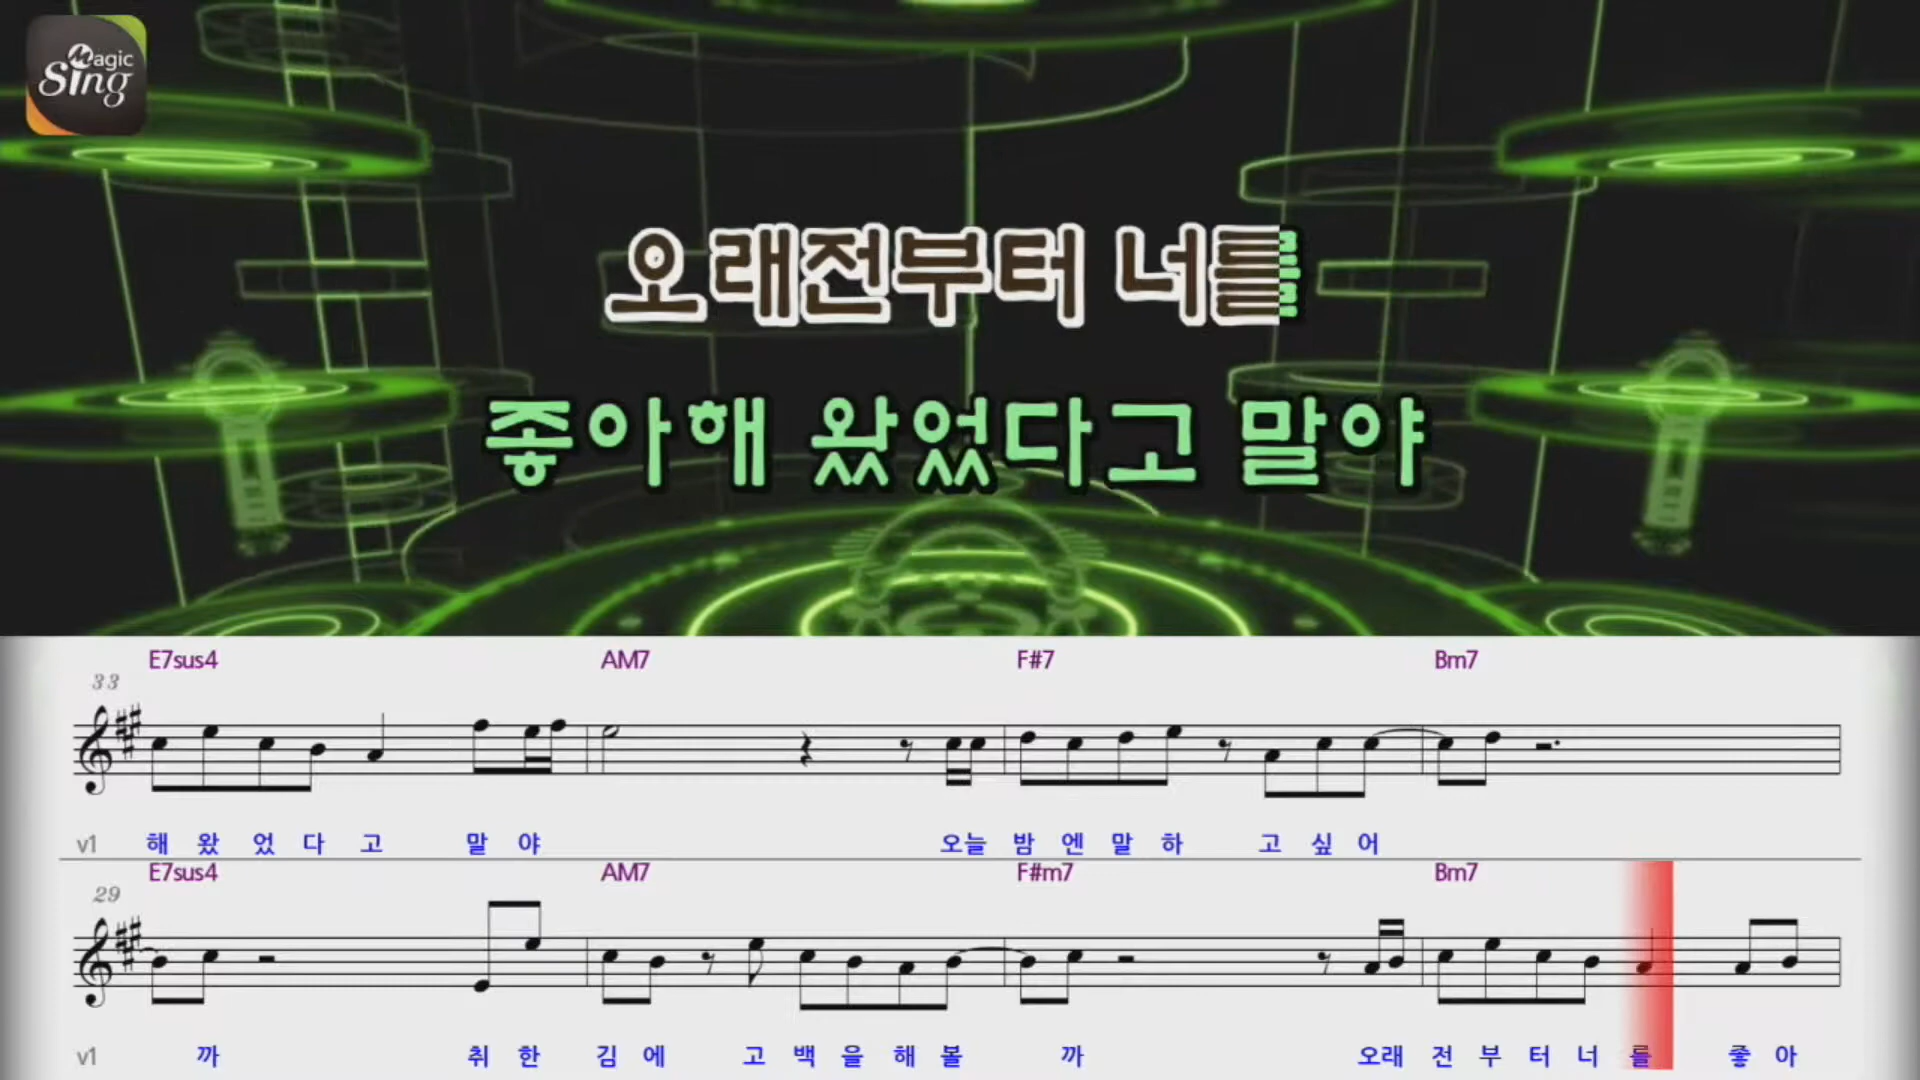 Magic
Sing
오래전부터 너를
좋아해 왔었다고 말야
E7sus4 AM7 F#7 Bm7
33
v1 해 왔 었 다 고 말 야 오늘 밤 엔 말 하 고 싶 어
E7sus4 AM7 F#m7 Bm7
29
v1 까 취 한 김 에 고 백 을 해 볼 까 오래 전 부 터 너 를 좋 아